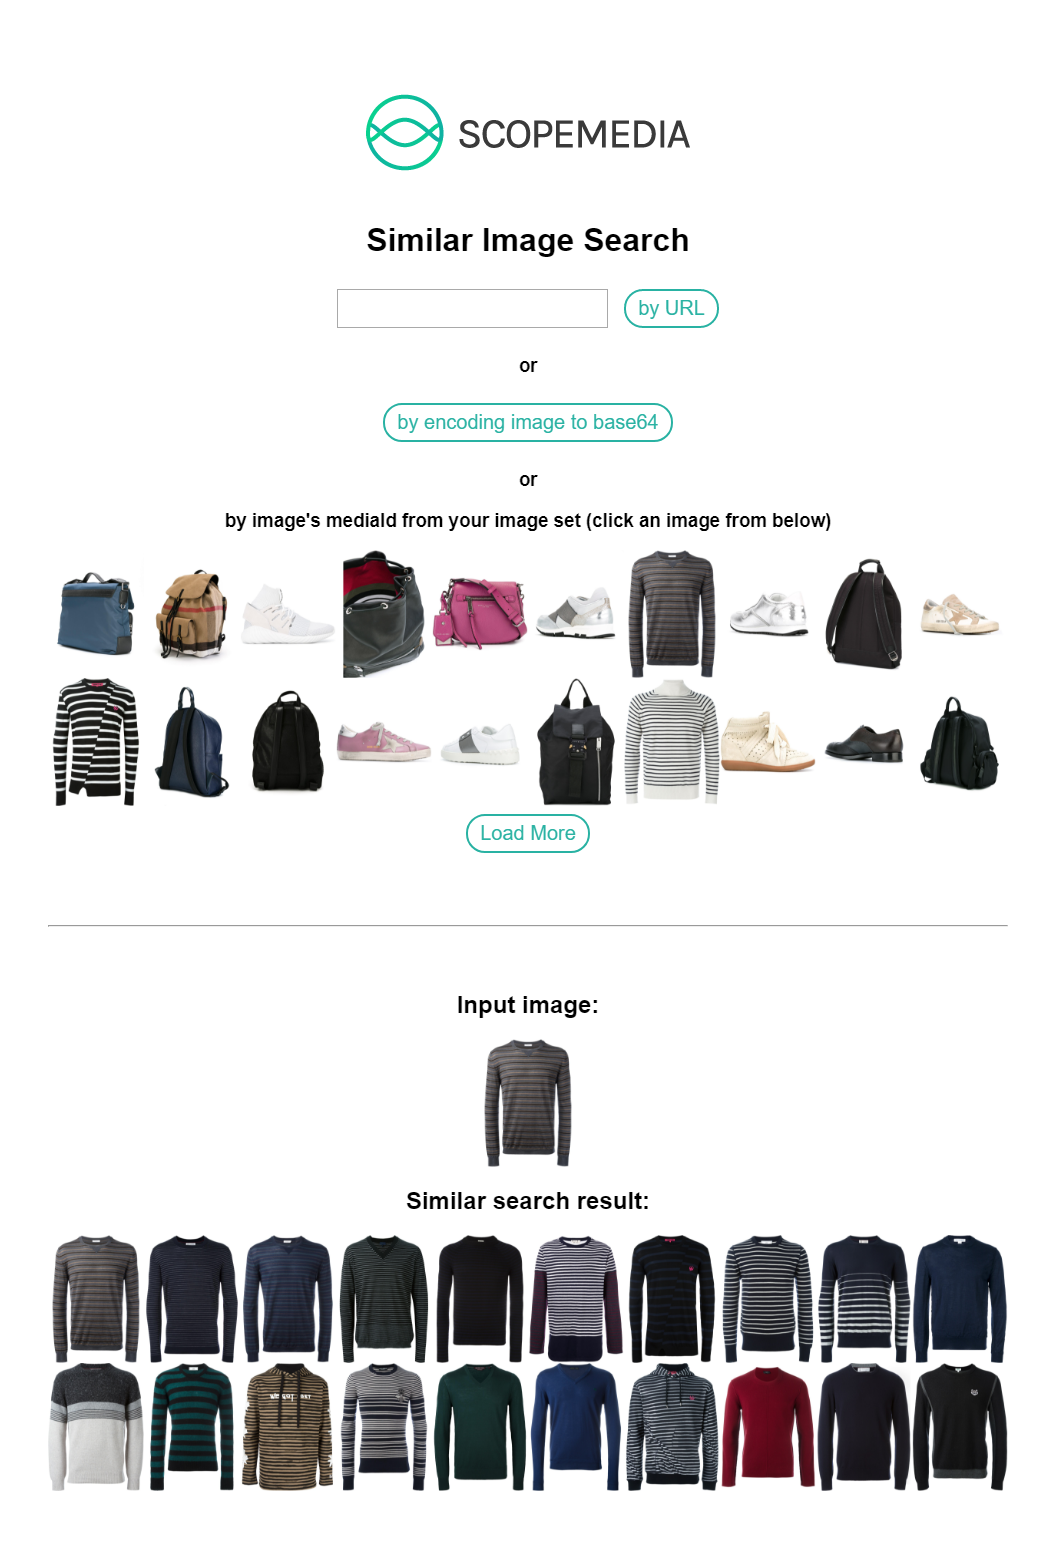 SCOPEMEDIA
Similar Image Search
by URL
or
by encoding image to base64
or
by image's mediaId from your image set (click an image from below)
Load More
Input image:
Similar search result: